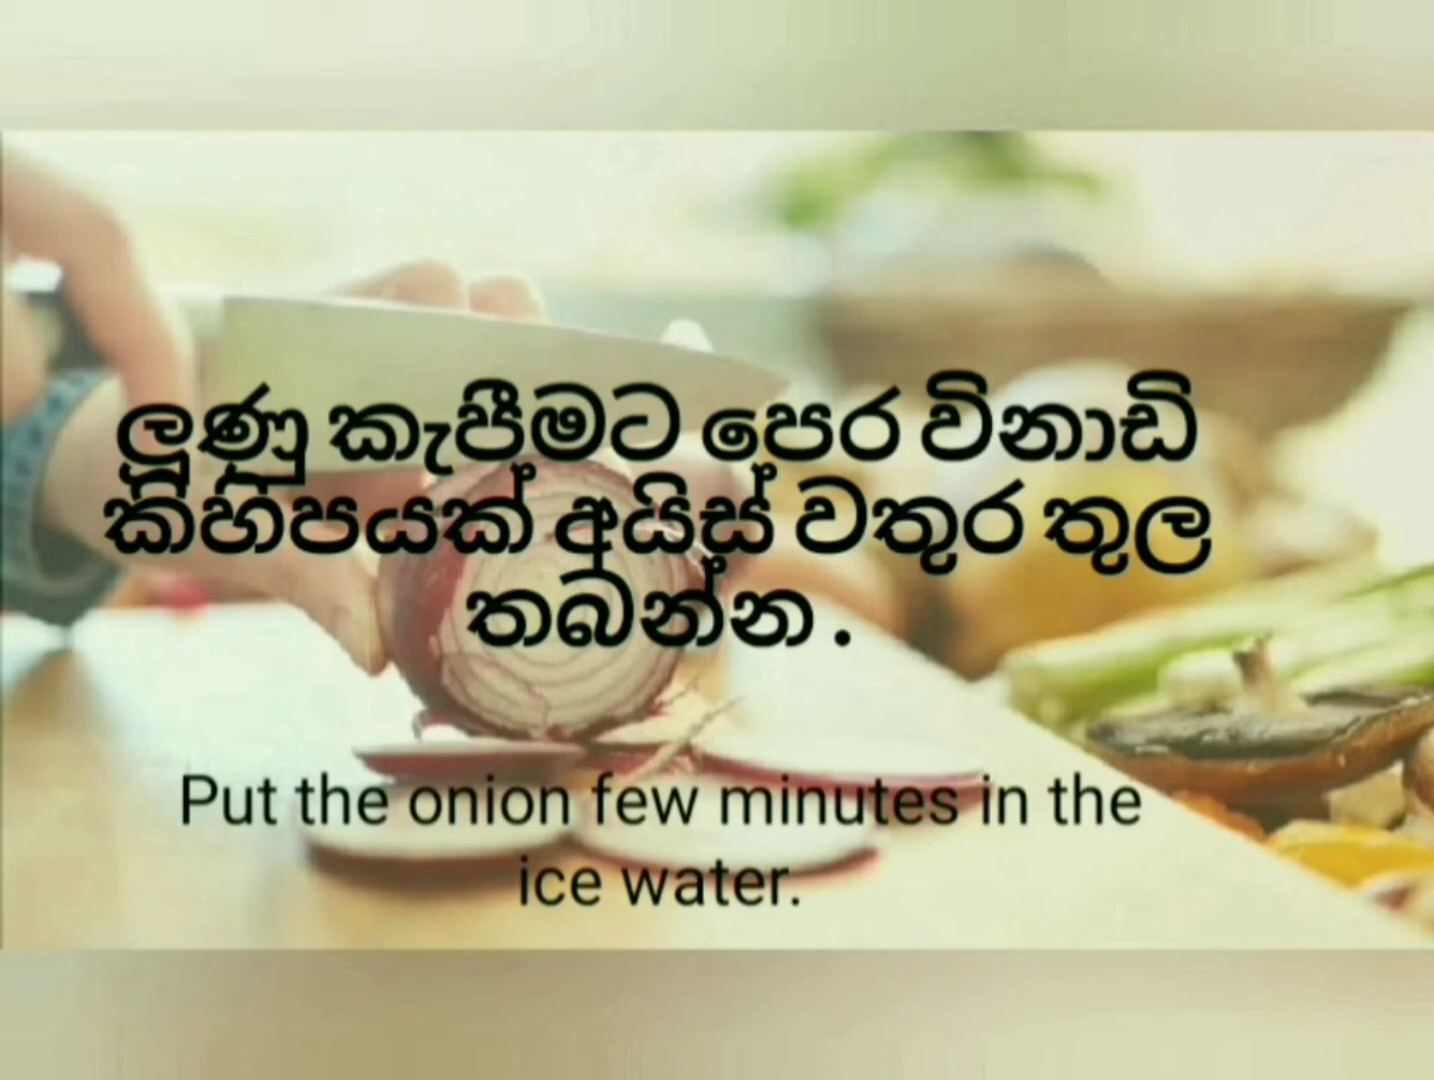 ලූණු කැපීමට පෙර විනාඩි
කිහිපයක් අයිස් වතුර තුල
තබන්න .
Put the onion few minutes in the
ice water.